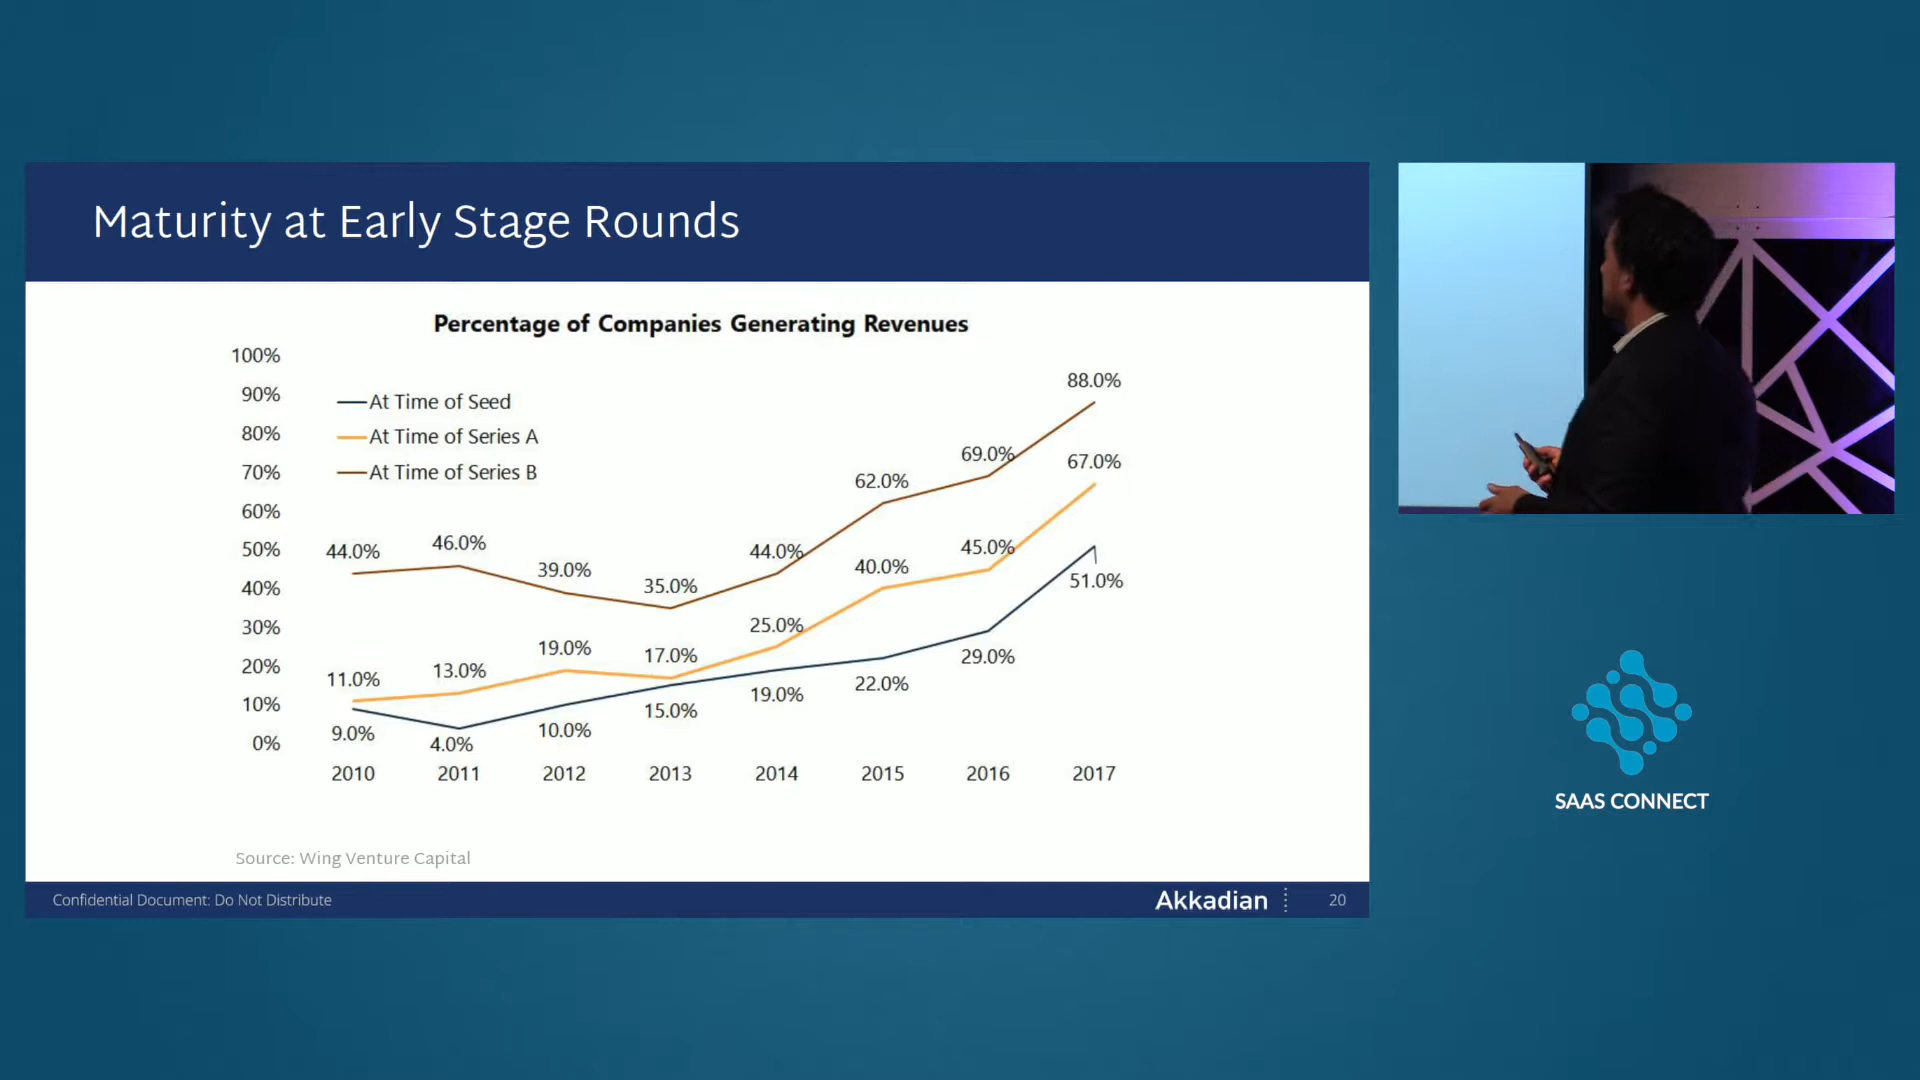 Maturity at Early Stage Rounds
Percentage of Companies Generating Revenues
100%
90%
80%
70%
60%
50%
40%
30%
20%
10%
0%
At Time of Seed
At Time of Series A
At Time of Series B
44.0% 46.0% 39.0% 35.0% 44.0% 62.0% 69.0% 88.0%
11.0% 13.0% 19.0% 17.0% 25.0% 40.0% 45.0% 67.0%
9.0% 4.0% 10.0% 15.0% 19.0% 22.0% 29.0% 51.0%
2010 2011 2012 2013 2014 2015 2016 2017
Source: Wing Venture Capital
Confidential Document: Do Not Distribute
Akkadian
20
SAAS CONNECT